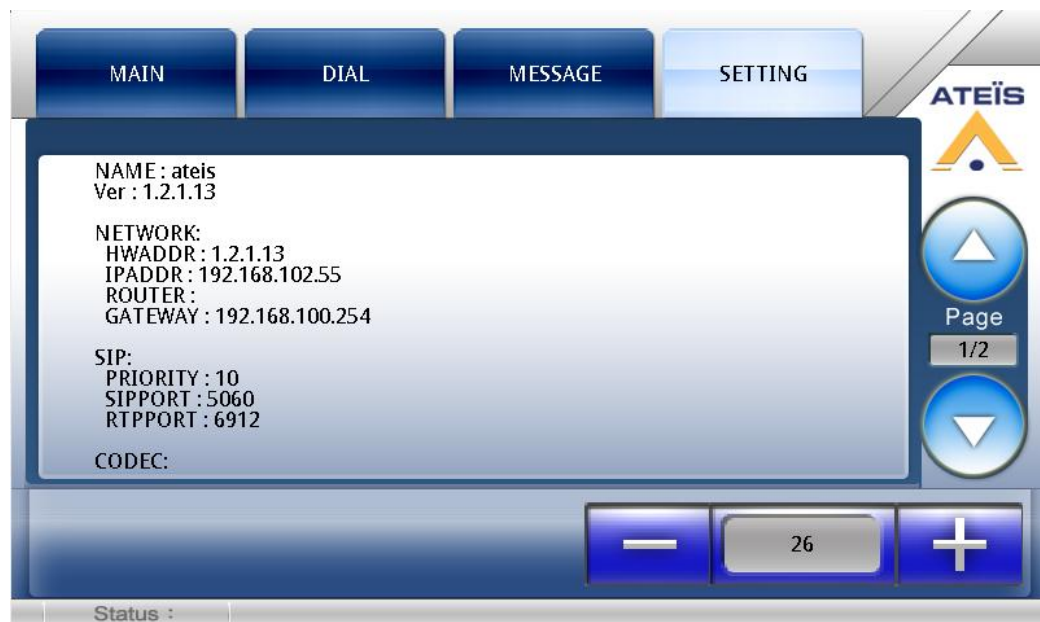 MAIN
DIAL
MESSAGE
SETTING
ATEÏS
NAME : ateis
Ver : 1.2.1.13
NETWORK:
HWADDR : 1.2.1.13
IPADDR : 192.168.102.55
ROUTER :
GATEWAY : 192.168.100.254
SIP:
PRIORITY : 10
SIPPORT : 5060
RTPPORT : 6912
CODEC:
Page
1/2
26
Status :